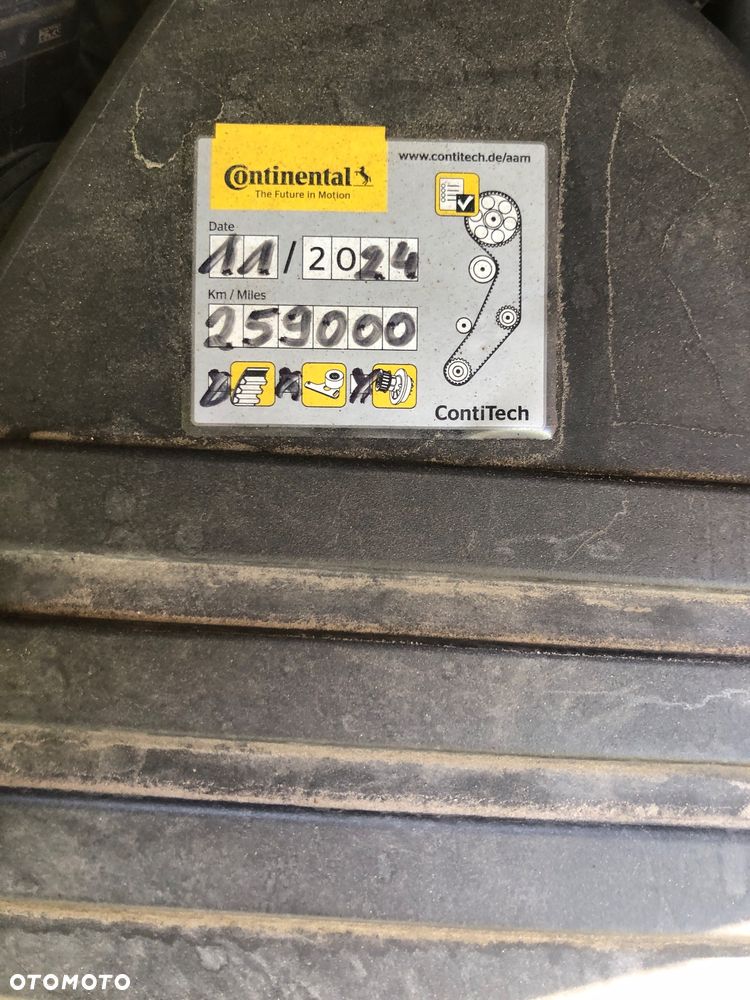 Continental
The Future in Motion
www.contitech.de/aam
Date
11/2024
Km / Miles
259000
X X X
ContiTech
OTOMOTO